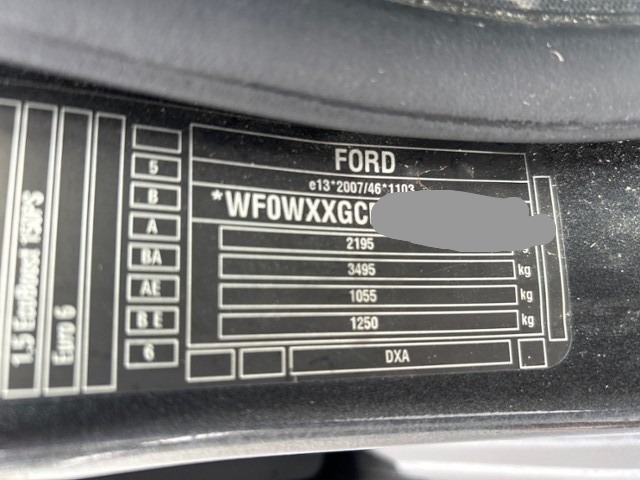 FORD
e13*2007/46*1103
*WF0WXXGC
2195
3495 kg
1055 kg
1250 kg
DXA
5
B
A
BA
AE
B E
6
1.5 EcoBoost 150PS
Euro 6